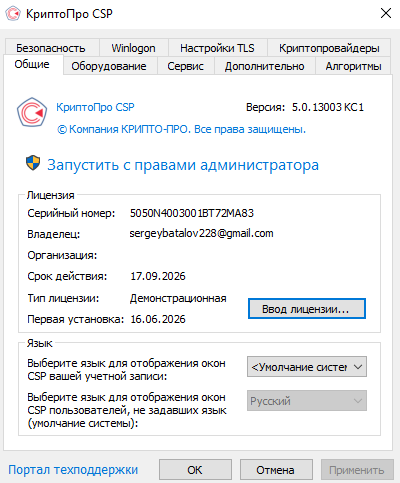 КриптоПро CSP
Безопасность Winlogon Настройки TLS Криптопровайдеры
Общие Оборудование Сервис Дополнительно Алгоритмы
КриптоПро CSP Версия: 5.0.13003 КС1
© Компания КРИПТО-ПРО. Все права защищены.
Запустить с правами администратора
Лицензия
Серийный номер: 5050N4003001BT72MA83
Владелец: sergeybatalov228@gmail.com
Организация:
Срок действия: 17.09.2026
Тип лицензии: Демонстрационная
Ввод лицензии...
Первая установка: 16.06.2026
Язык
Выберите язык для отображения окон
CSP вашей учетной записи:
<Умолчание систем
Выберите язык для отображения окон
CSP пользователей, не задавших язык
(умолчание системы):
Русский
Портал техподдержки ОК Отмена Применить